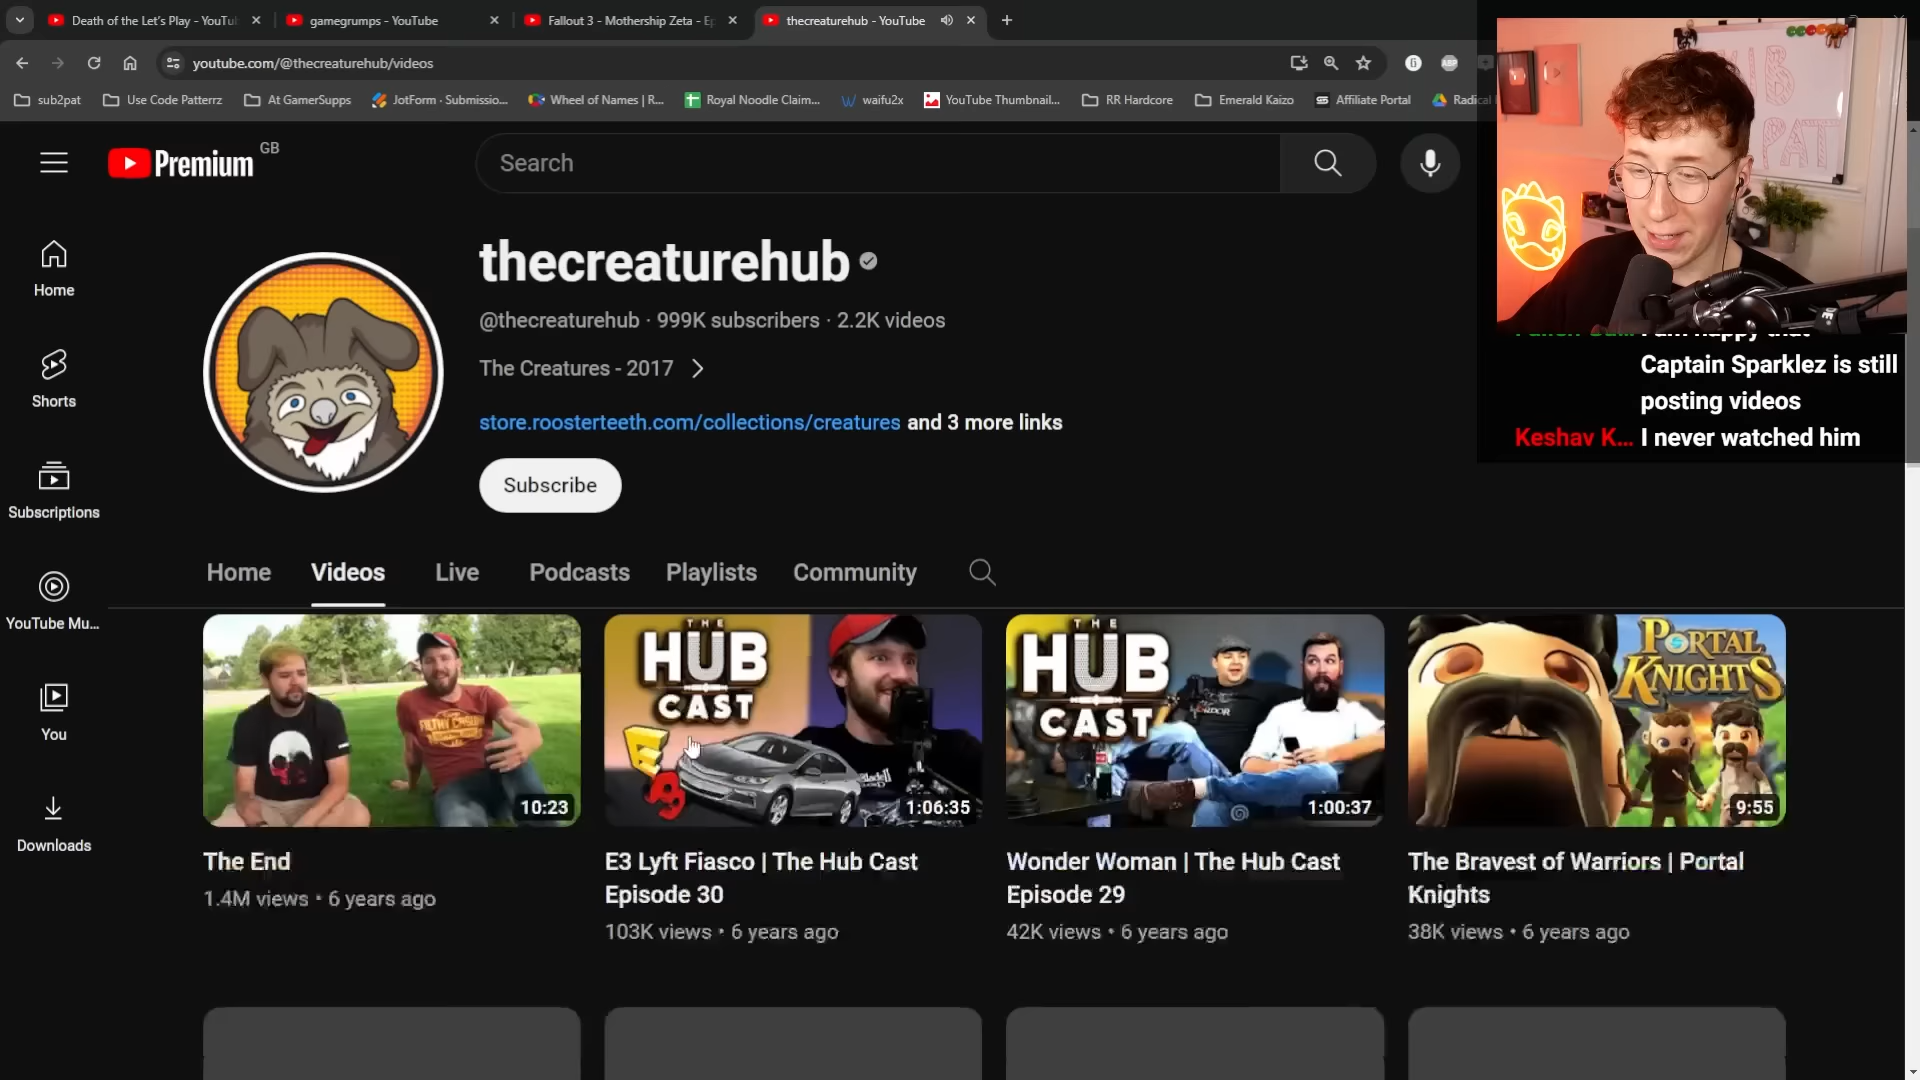 Death of the Let's Play - YouTu
gamegrumps - YouTube
Fallout 3 - Mothership Zeta - Ep
thecreaturehub - YouTube
youtube.com/@thecreaturehub/videos
sub2pat
Use Code Patterrz
At GamerSupps
JotForm · Submissio...
Wheel of Names | R...
Royal Noodle Claim...
waifu2x
YouTube Thumbnail...
RR Hardcore
Emerald Kaizo
Affiliate Portal
Radical
Premium GB
Search
Home
Shorts
Subscriptions
YouTube Mu...
You
Downloads
thecreaturehub
@thecreaturehub · 999K subscribers · 2.2K videos
The Creatures - 2017
store.roosterteeth.com/collections/creatures and 3 more links
Subscribe
Captain Sparklez is still
posting videos
Keshav K... I never watched him
Home Videos Live Podcasts Playlists Community
10:23
The End
1.4M views • 6 years ago
THE
HUB
CAST
E3
1:06:35
E3 Lyft Fiasco | The Hub Cast
Episode 30
103K views • 6 years ago
THE
HUB
CAST
1:00:37
Wonder Woman | The Hub Cast
Episode 29
42K views • 6 years ago
PORTAL
KNIGHTS
9:55
The Bravest of Warriors | Portal
Knights
38K views • 6 years ago